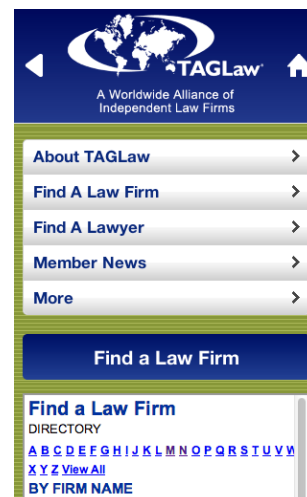 TAGLaw
A Worldwide Alliance of
Independent Law Firms
About TAGLaw
Find A Law Firm
Find A Lawyer
Member News
More
Find a Law Firm
Find a Law Firm
DIRECTORY
A B C D E F G H I J K L M N O P Q R S T U V W
X Y Z View All
BY FIRM NAME